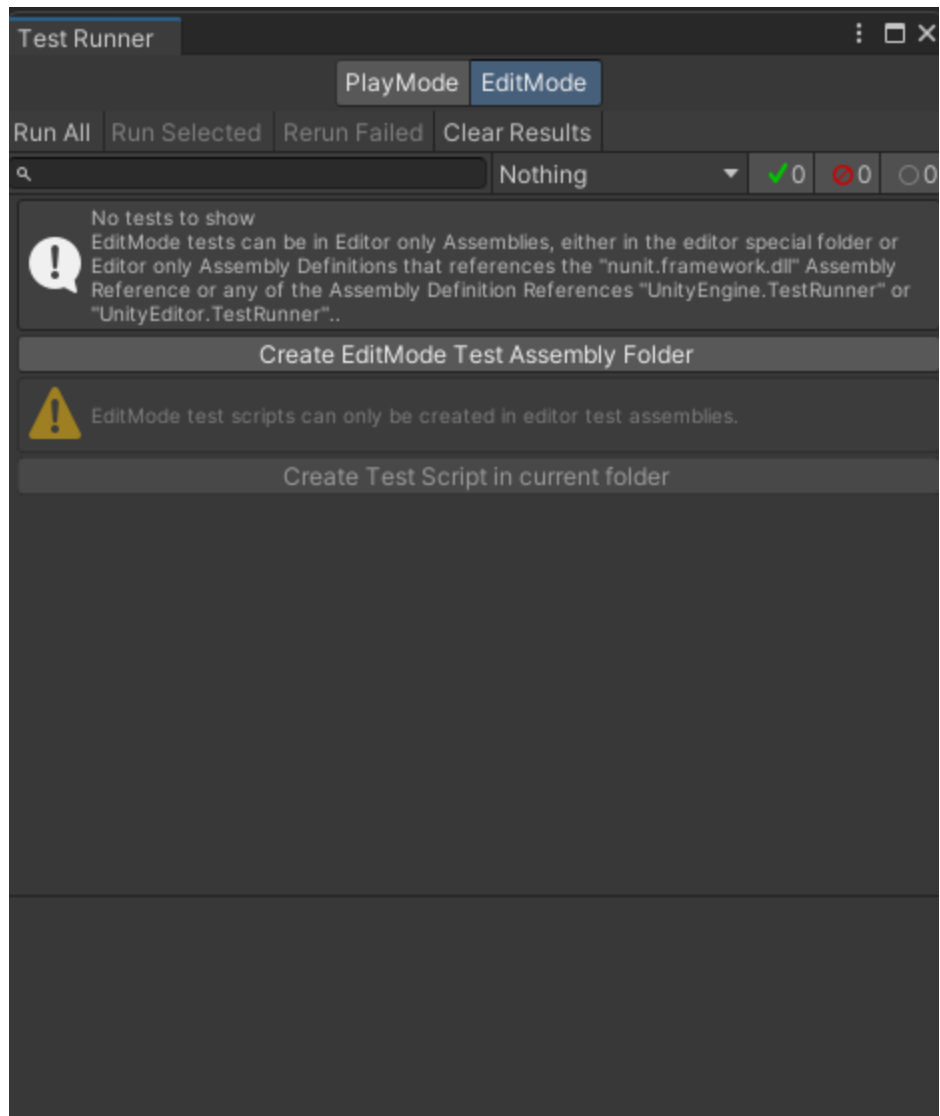 Test Runner
PlayMode EditMode
Run All Run Selected Rerun Failed Clear Results
Nothing 0 0 0
No tests to show
EditMode tests can be in Editor only Assemblies, either in the editor special folder or
Editor only Assembly Definitions that references the "nunit.framework.dll" Assembly
Reference or any of the Assembly Definition References "UnityEngine.TestRunner" or
"UnityEditor.TestRunner"..
Create EditMode Test Assembly Folder
EditMode test scripts can only be created in editor test assemblies.
Create Test Script in current folder